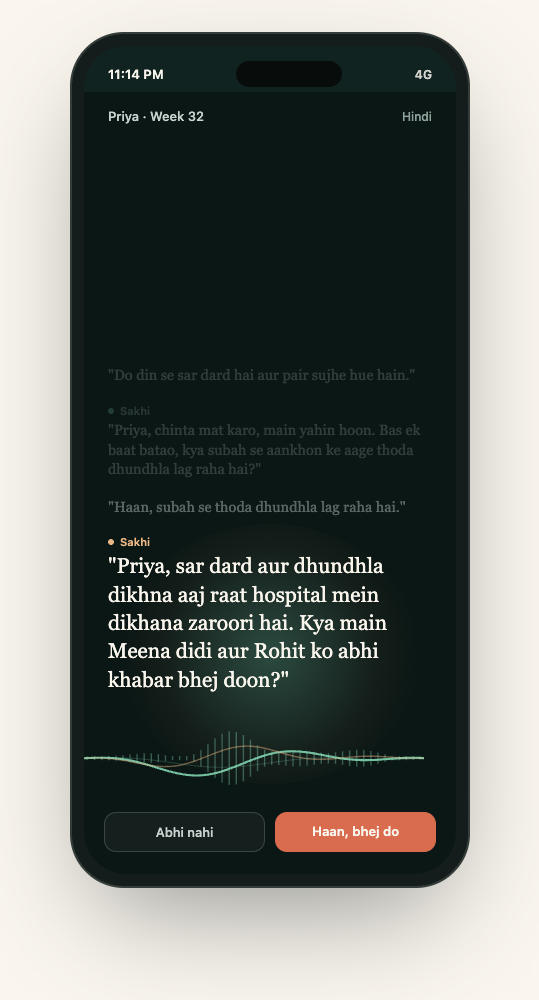 11:14 PM
4G
Priya · Week 32
Hindi
"Do din se sar dard hai aur pair sujhe hue hain."
Sakhi
"Priya, chinta mat karo, main yahin hoon. Bas ek
baat batao, kya subah se aankhon ke aage thoda
dhundhla lag raha hai?"
"Haan, subah se thoda dhundhla lag raha hai."
Sakhi
"Priya, sar dard aur dhundhla
dikhna aaj raat hospital mein
dikhana zaroori hai. Kya main
Meena didi aur Rohit ko abhi
khabar bhej doon?"
Abhi nahi
Haan, bhej do